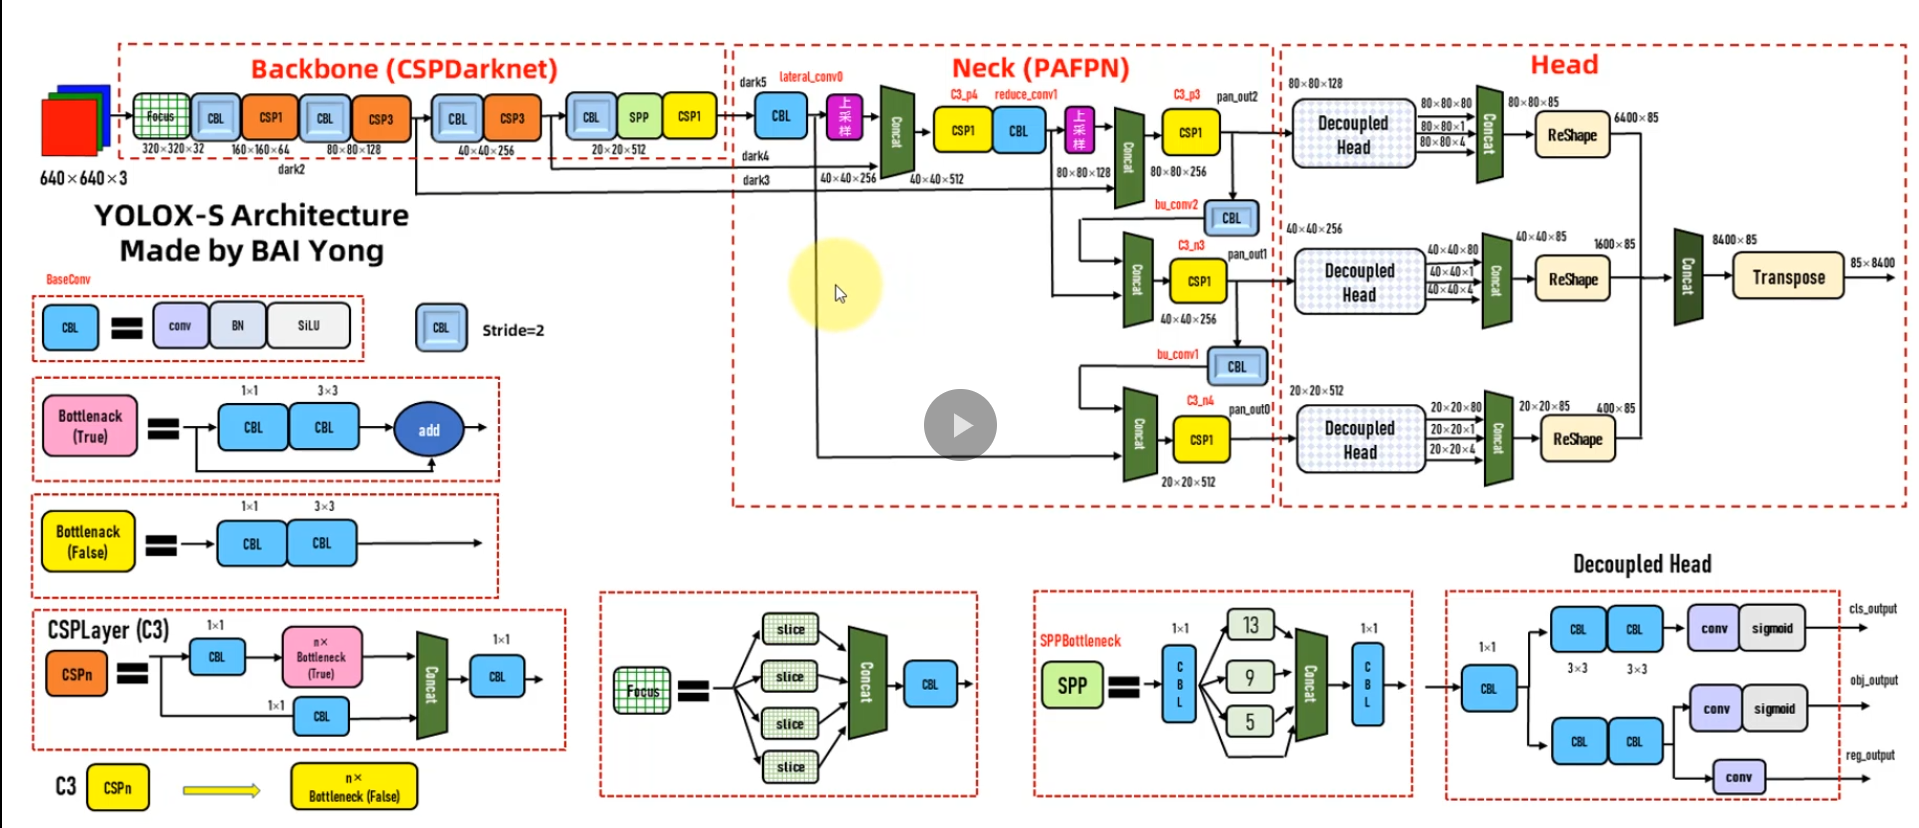 Backbone (CSPDarknet)
Neck (PAFPN)
Head
640×640×3
Focus
CBL
CSP1
CBL
CSP3
CBL
CSP3
CBL
SPP
CSP1
320×320×32
160×160×64
80×80×128
40×40×256
20×20×512
dark2
dark5
lateral_conv0
CBL
上采样
Concat
C3_p4
reduce_conv1
CSP1
CBL
上采样
Concat
C3_p3
CSP1
pan_out2
dark4
dark3
40×40×256
40×40×512
80×80×128
80×80×256
bu_conv2
CBL
Concat
C3_n3
CSP1
pan_out1
40×40×256
bu_conv1
CBL
Concat
C3_n4
CSP1
pan_out0
20×20×512
80×80×128
Decoupled
Head
80×80×80
80×80×1
80×80×4
Concat
80×80×85
ReShape
6400×85
40×40×256
Decoupled
Head
40×40×80
40×40×1
40×40×4
Concat
40×40×85
ReShape
1600×85
20×20×512
Decoupled
Head
20×20×80
20×20×1
20×20×4
Concat
20×20×85
ReShape
400×85
Concat
8400×85
Transpose
85×8400
YOLOX-S Architecture
Made by BAI Yong
BaseConv
CBL
conv
BN
SiLU
CBL
Stride=2
Bottlenack
(True)
1×1
3×3
CBL
CBL
add
Bottlenack
(False)
1×1
3×3
CBL
CBL
CSPLayer (C3)
CSPn
1×1
CBL
n×
Bottleneck
(True)
1×1
CBL
Concat
1×1
CBL
C3
CSPn
n×
Bottleneck (False)
Focus
slice
slice
slice
slice
Concat
CBL
SPPBottleneck
SPP
1×1
CBL
13
9
5
Concat
1×1
CBL
Decoupled Head
1×1
CBL
CBL
CBL
3×3
3×3
conv
sigmoid
cls_output
CBL
CBL
conv
sigmoid
obj_output
conv
reg_output